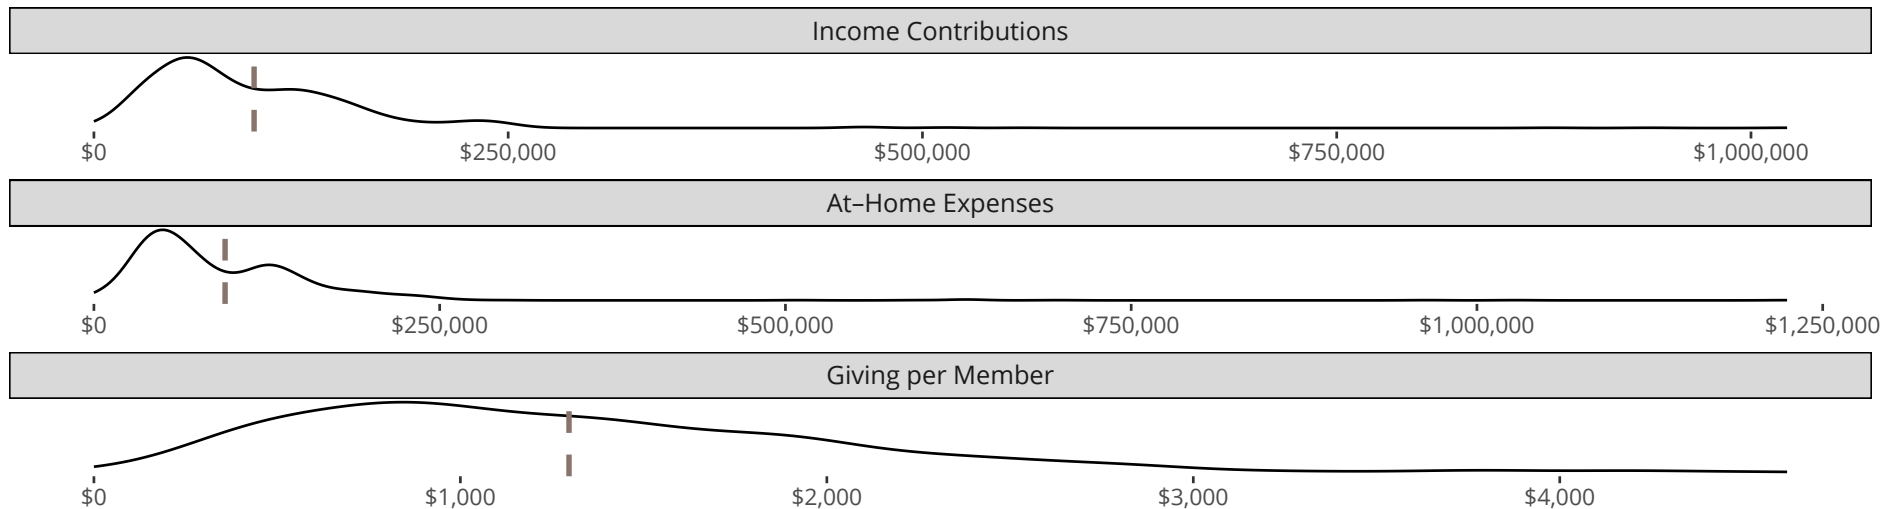 Income Contributions
$0 $250,000 $500,000 $750,000 $1,000,000
At–Home Expenses
$0 $250,000 $500,000 $750,000 $1,000,000 $1,250,000
Giving per Member
$0 $1,000 $2,000 $3,000 $4,000